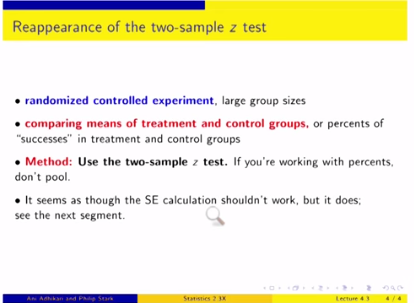 Reappearance of the two-sample z test
• randomized controlled experiment, large group sizes
• comparing means of treatment and control groups, or percents of
"successes" in treatment and control groups
• Method: Use the two-sample z test. If you're working with percents,
don't pool.
• It seems as though the SE calculation shouldn't work, but it does;
see the next segment.
Ani Adhikari and Philip Stark Statistics 2.3X Lecture 4.3 4 / 4